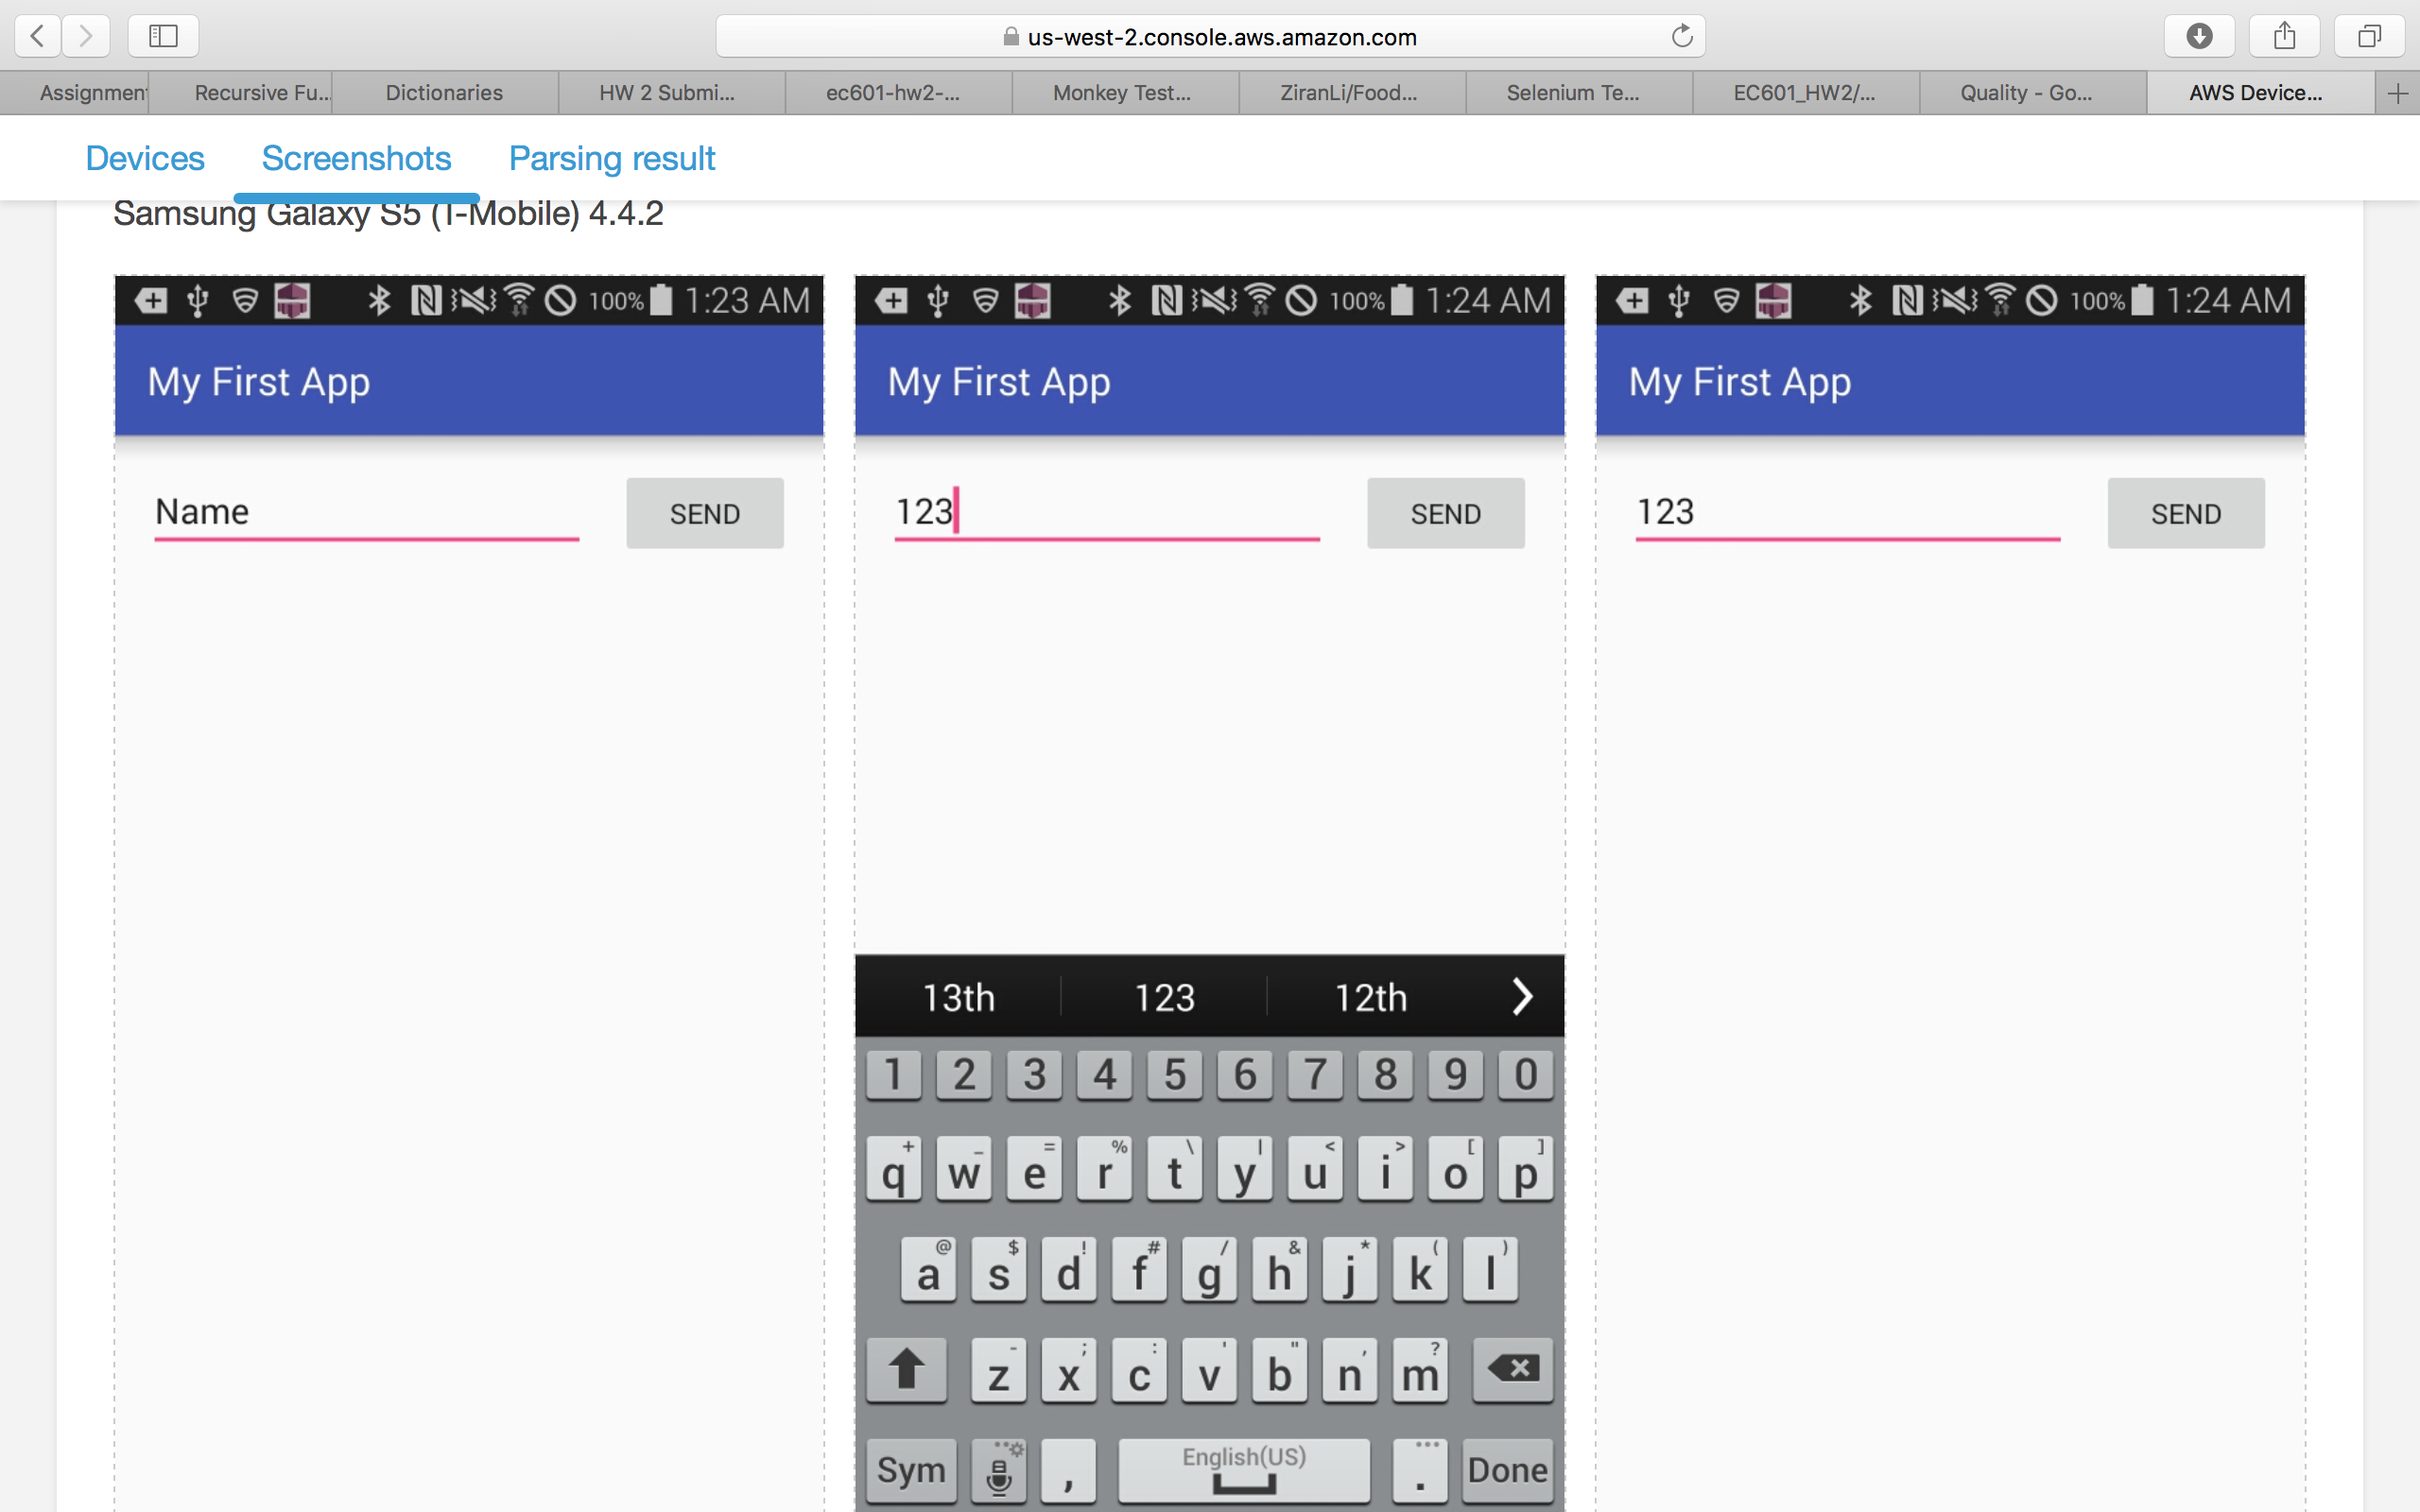 us-west-2.console.aws.amazon.com
Assignmen Recursive Fu... Dictionaries HW 2 Submi... ec601-hw2-... Monkey Test... ZiranLi/Food... Selenium Te... EC601_HW2/... Quality - Go... AWS Device...
Devices Screenshots Parsing result
Samsung Galaxy S5 (T-Mobile) 4.4.2
100% 1:23 AM
My First App
Name SEND
100% 1:24 AM
My First App
123 SEND
13th 123 12th
1 2 3 4 5 6 7 8 9 0
+ _ = % \ | < > [ ]
q w e r t y u i o p
@ $ ! # / & * ( )
a s d f g h j k l
- ; : ' " , ?
z x c v b n m
Sym , English(US) . Done
100% 1:24 AM
My First App
123 SEND